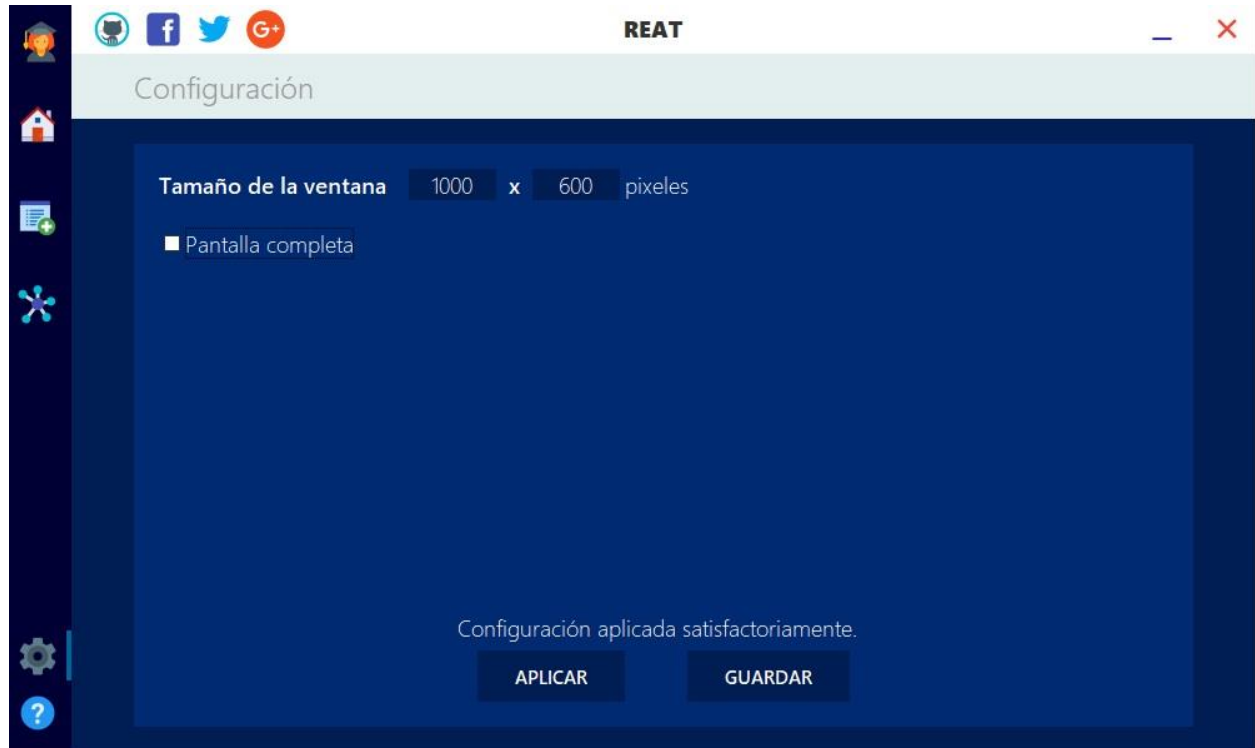 f G+ REAT
Configuración
Tamaño de la ventana 1000 x 600 pixeles
Pantalla completa
Configuración aplicada satisfactoriamente.
APLICAR GUARDAR
?